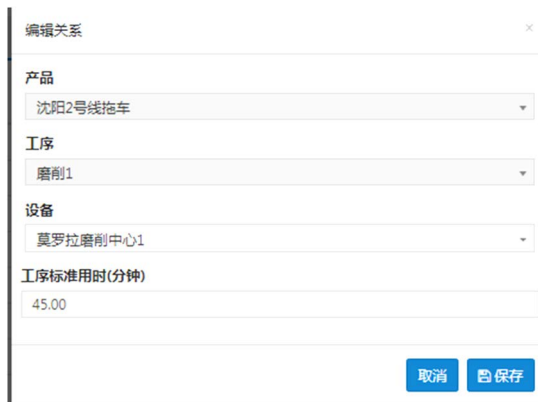 编辑关系
×
产品
沈阳2号线拖车
工序
磨削1
设备
莫罗拉磨削中心1
工序标准用时(分钟)
45.00
取消 保存